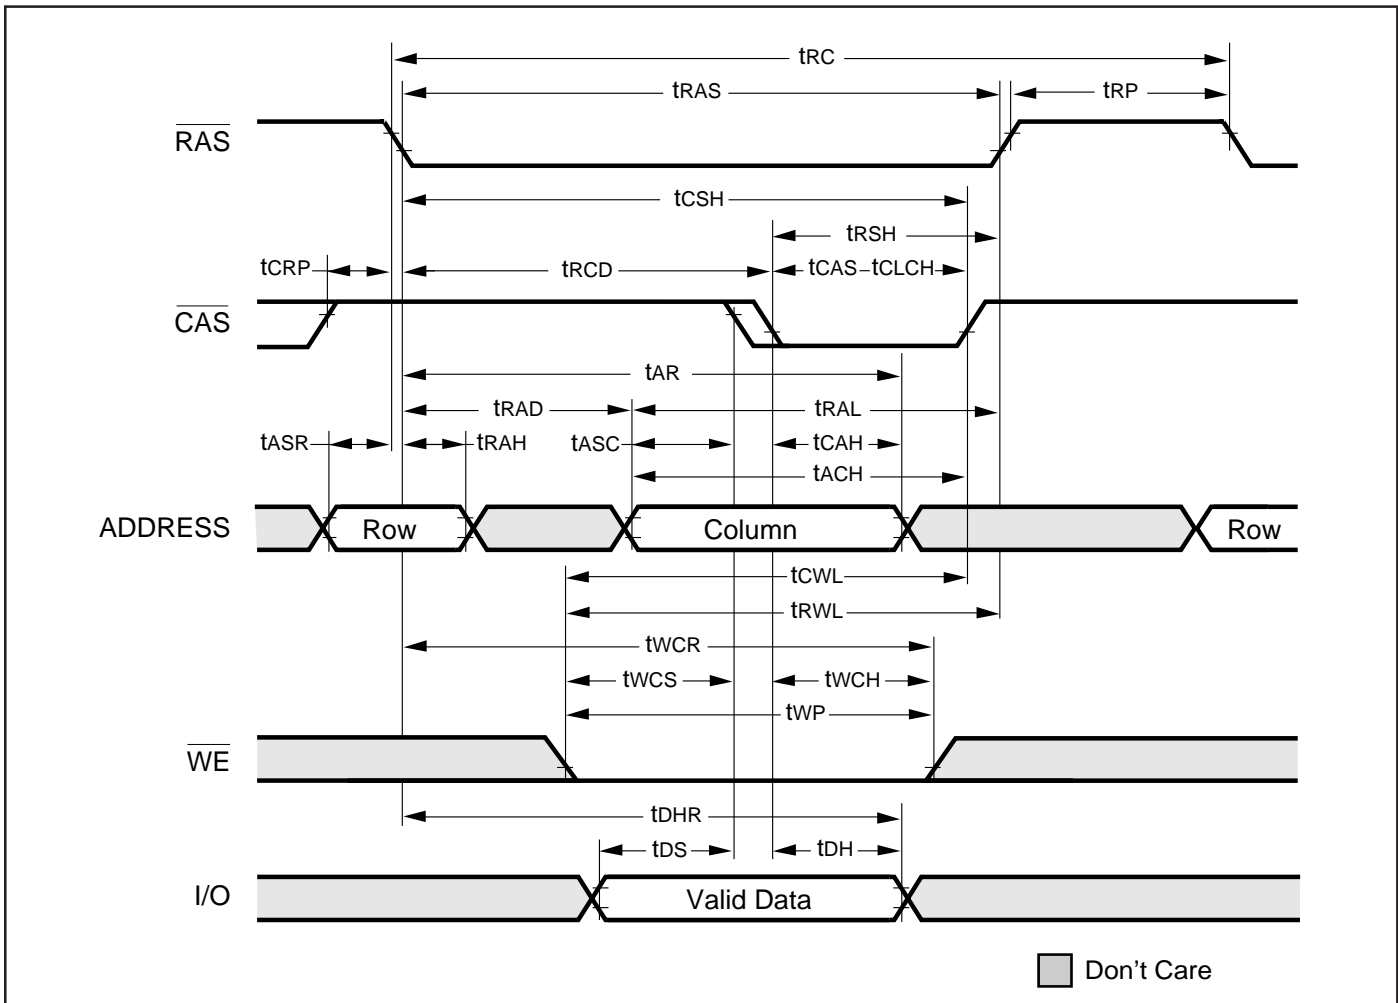 tRC
tRAS tRP
RAS
tCSH
tRSH
tCRP tRCD tCAS tCLCH
CAS
tAR
tRAD tRAL
tASR tRAH tASC tCAH
tACH
ADDRESS Row Column Row
tCWL
tRWL
tWCR
tWCS tWCH
tWP
WE
tDHR
tDS tDH
I/O Valid Data
Don't Care